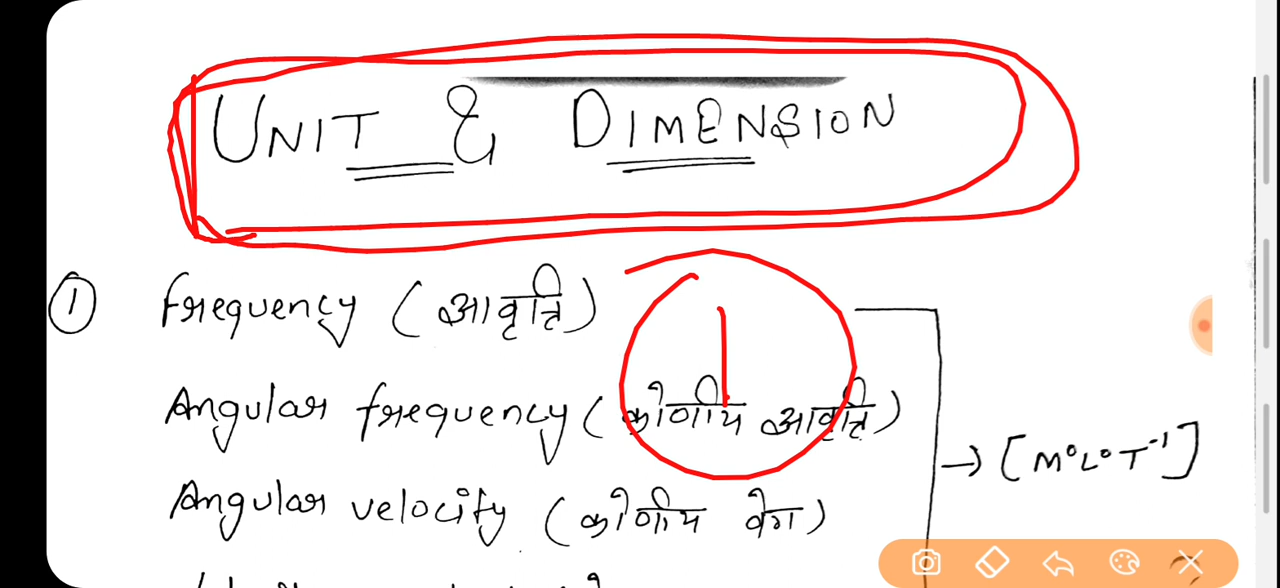 UNIT & DIMENSION
① Frequency (आवृति)
Angular frequency (कोणीय आवृति)
Angular velocity (कोणीय वेग)
→ [M⁰L⁰T⁻¹]